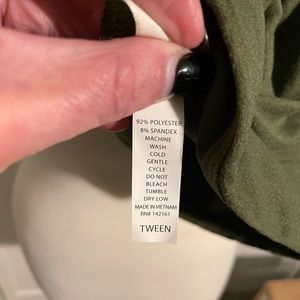 92% POLYESTER
8% SPANDEX
MACHINE
WASH
COLD
GENTLE
CYCLE
DO NOT
BLEACH
TUMBLE
DRY LOW
MADE IN VIETNAM
RN# 142161
TWEEN